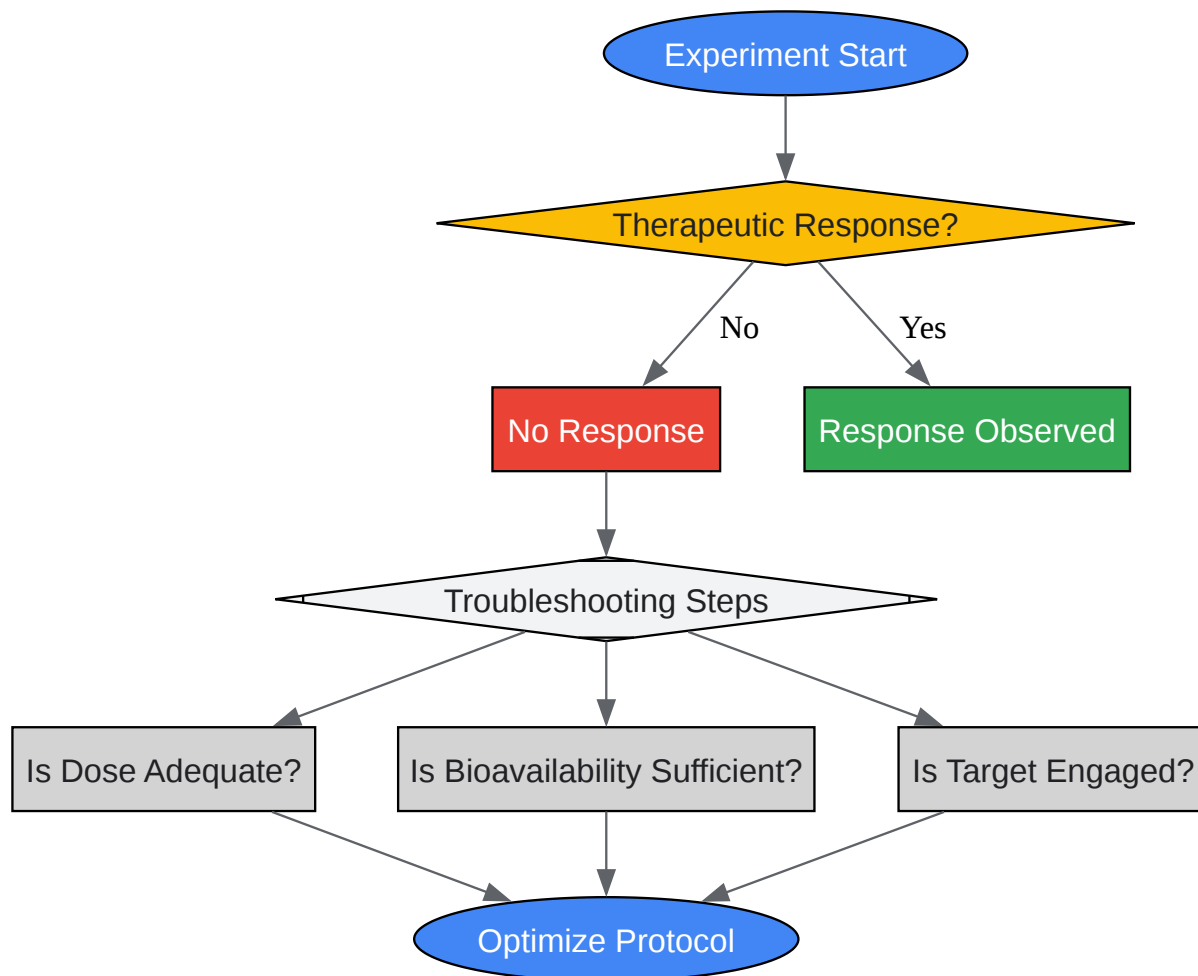 Experiment Start
Therapeutic Response?
No
Yes
No Response
Response Observed
Troubleshooting Steps
Is Dose Adequate?
Is Bioavailability Sufficient?
Is Target Engaged?
Optimize Protocol